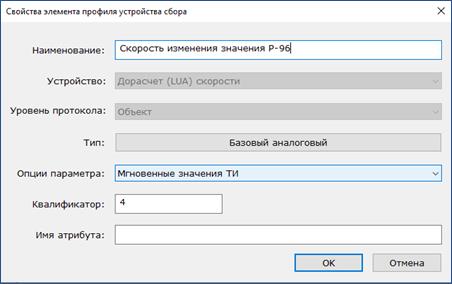 Свойства элемента профиля устройства сбора
Наименование: Скорость изменения значения P-96
Устройство: Дорасчет (LUA) скорости
Уровень протокола: Объект
Тип: Базовый аналоговый
Опции параметра: Мгновенные значения ТИ
Квалификатор: 4
Имя атрибута:
OK Отмена